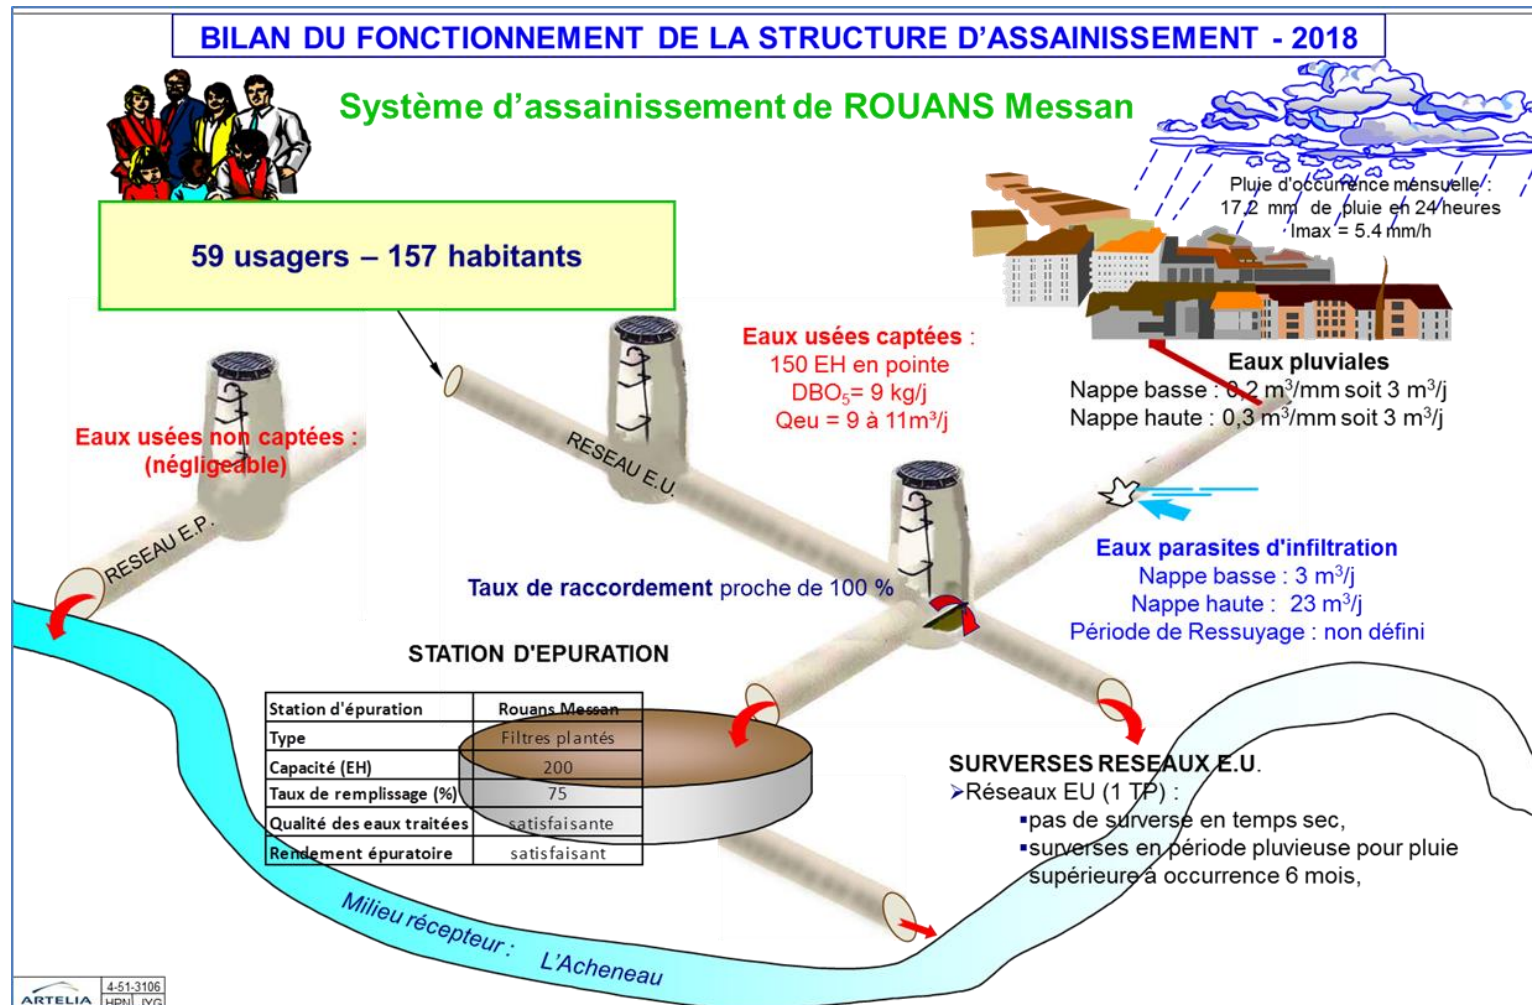 BILAN DU FONCTIONNEMENT DE LA STRUCTURE D'ASSAINISSEMENT - 2018
Système d'assainissement de ROUANS Messan
Pluie d'occurrence mensuelle :
17,2 mm de pluie en 24 heures
Imax = 5.4 mm/h
59 usagers – 157 habitants
Eaux usées captées :
150 EH en pointe
DBO₅= 9 kg/j
Qeu = 9 à 11m³/j
Eaux pluviales
Nappe basse : 0,2 m³/mm soit 3 m³/j
Nappe haute : 0,3 m³/mm soit 3 m³/j
Eaux usées non captées :
(négligeable)
RESEAU E.U.
RESEAU E.P.
Eaux parasites d'infiltration
Nappe basse : 3 m³/j
Nappe haute : 23 m³/j
Période de Ressuyage : non défini
Taux de raccordement proche de 100 %
STATION D'EPURATION
Station d'épuration Rouans Messan
Type Filtres plantés
Capacité (EH) 200
Taux de remplissage (%) 75
Qualité des eaux traitées satisfaisante
Rendement épuratoire satisfaisant
SURVERSES RESEAUX E.U.
➢Réseaux EU (1 TP) :
▪pas de surverse en temps sec,
▪surverses en période pluvieuse pour pluie
supérieure à occurrence 6 mois,
Milieu récepteur : L'Acheneau
ARTELIA
4-51-3106
HPN JYG